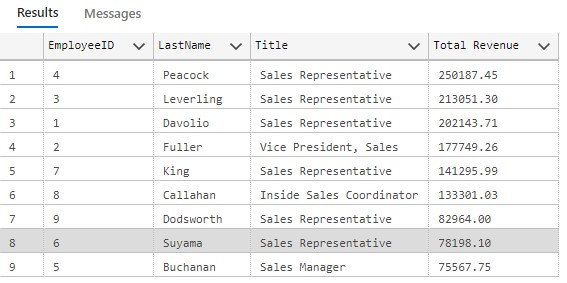 Results Messages
EmployeeID LastName Title Total Revenue
1 4 Peacock Sales Representative 250187.45
2 3 Leverling Sales Representative 213051.30
3 1 Davolio Sales Representative 202143.71
4 2 Fuller Vice President, Sales 177749.26
5 7 King Sales Representative 141295.99
6 8 Callahan Inside Sales Coordinator 133301.03
7 9 Dodsworth Sales Representative 82964.00
8 6 Suyama Sales Representative 78198.10
9 5 Buchanan Sales Manager 75567.75